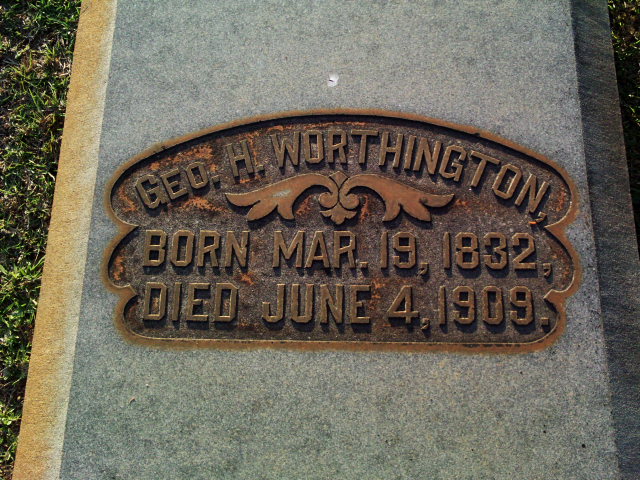 GEO. H. WORTHINGTON,
BORN MAR. 19, 1832,
DIED JUNE 4, 1909.